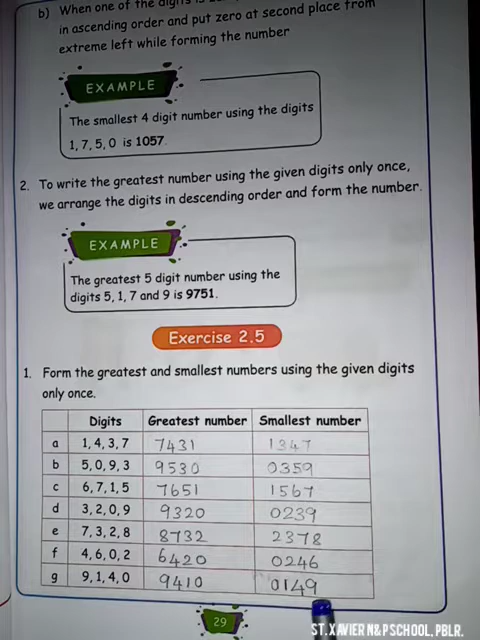 b) When one of the digits is
in ascending order and put zero at second place from
extreme left while forming the number
EXAMPLE
The smallest 4 digit number using the digits
1, 7, 5, 0 is 1057.
2. To write the greatest number using the given digits only once,
we arrange the digits in descending order and form the number.
EXAMPLE
The greatest 5 digit number using the
digits 5, 1, 7 and 9 is 9751.
Exercise 2.5
1. Form the greatest and smallest numbers using the given digits
only once.
Digits Greatest number Smallest number
a 1, 4, 3, 7 7431 1347
b 5, 0, 9, 3 9530 0359
c 6, 7, 1, 5 7651 1567
d 3, 2, 0, 9 9320 0239
e 7, 3, 2, 8 8732 2378
f 4, 6, 0, 2 6420 0246
g 9, 1, 4, 0 9410 0149
29
ST.XAVIER N&P SCHOOL, PBLR.